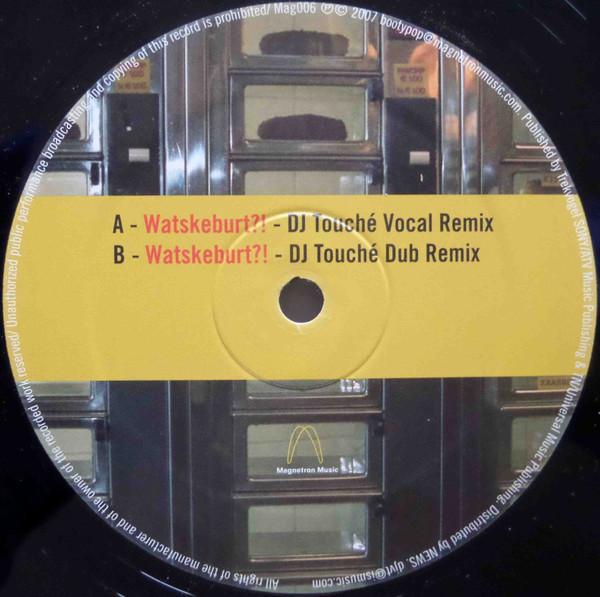 A - Watskeburt?! - DJ Touché Vocal Remix
B - Watskeburt?! - DJ Touché Dub Remix
Magnetron Music
All rights of the manufacturer and of the owner of the recorded work reserved/ Unauthorized public performance broadcasting and copying of this record is prohibited/ Mag006 ℗© 2007 bootypop@magnetronmusic.com. Published by Treivogel SONY/ATV Music Publishing & TN/Universal Music Publishing. Distributed by NEWS. djvt@ismusic.com